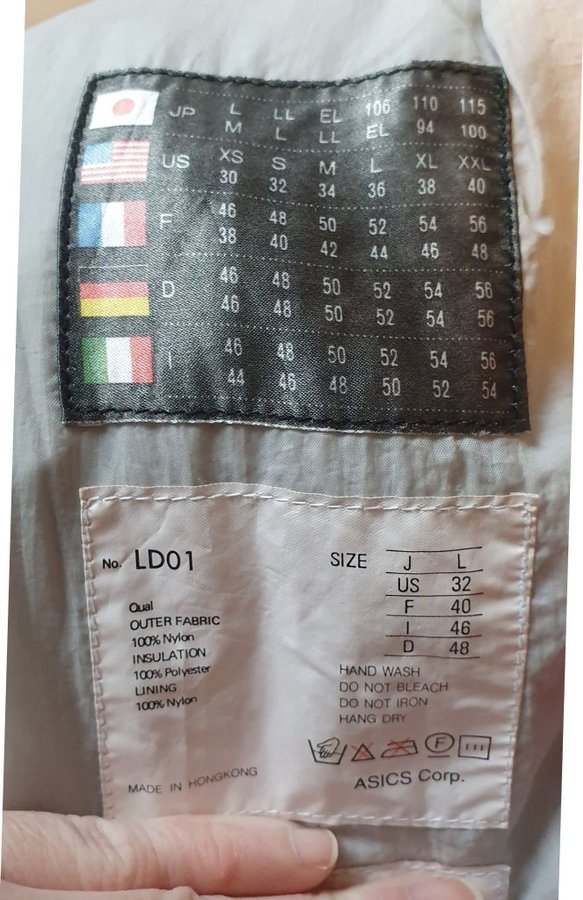 JP L LL EL 106 110 115
M L LL EL 94 100
US XS S M L XL XXL
30 32 34 36 38 40
F 46 48 50 52 54 56
38 40 42 44 46 48
D 46 48 50 52 54 56
46 48 50 52 54 56
I 46 48 50 52 54 56
44 46 48 50 52 54
No. LD01
Qual
OUTER FABRIC
100% Nylon
INSULATION
100% Polyester
LINING
100% Nylon
MADE IN HONGKONG
SIZE J L
US 32
F 40
I 46
D 48
HAND WASH
DO NOT BLEACH
DO NOT IRON
HANG DRY
F
ASICS Corp.